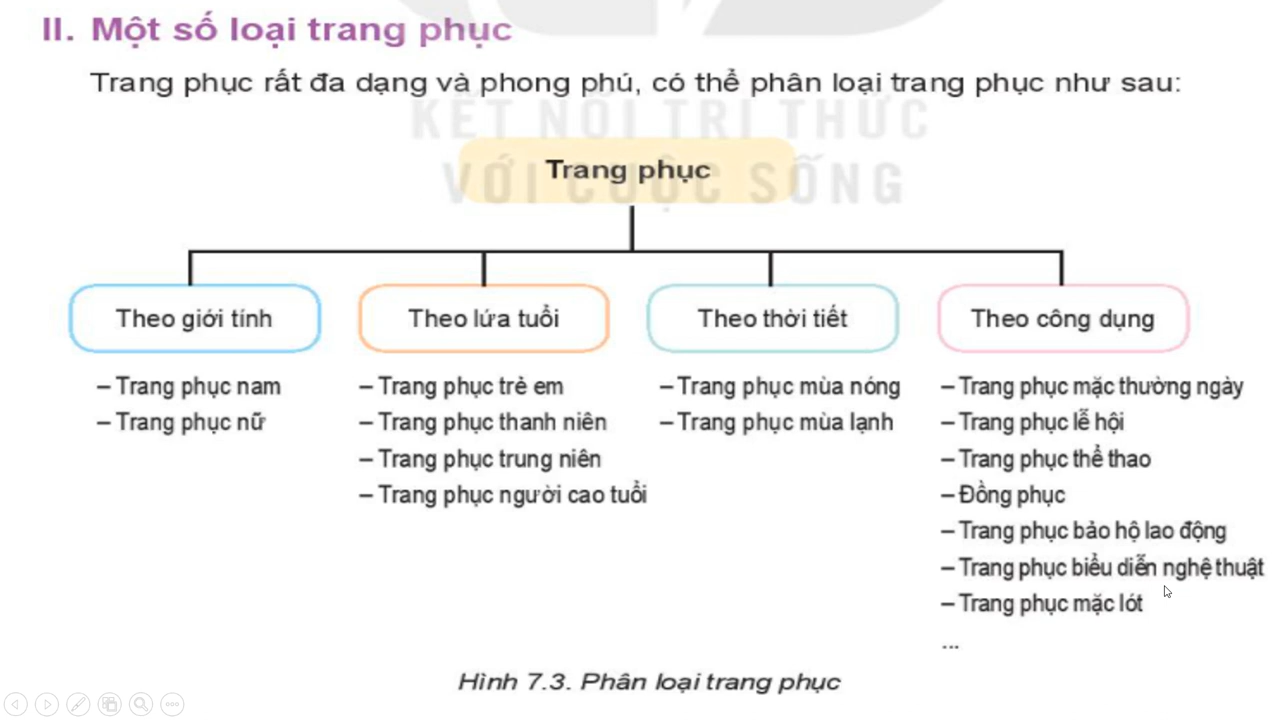 II. Một số loại trang phục
Trang phục rất đa dạng và phong phú, có thể phân loại trang phục như sau:
KẾT NỐI TRI THỨC
VỚI CUỘC SỐNG
Trang phục
Theo giới tính
– Trang phục nam
– Trang phục nữ
Theo lứa tuổi
– Trang phục trẻ em
– Trang phục thanh niên
– Trang phục trung niên
– Trang phục người cao tuổi
Theo thời tiết
– Trang phục mùa nóng
– Trang phục mùa lạnh
Theo công dụng
– Trang phục mặc thường ngày
– Trang phục lễ hội
– Trang phục thể thao
– Đồng phục
– Trang phục bảo hộ lao động
– Trang phục biểu diễn nghệ thuật
– Trang phục mặc lót
...
Hình 7.3. Phân loại trang phục